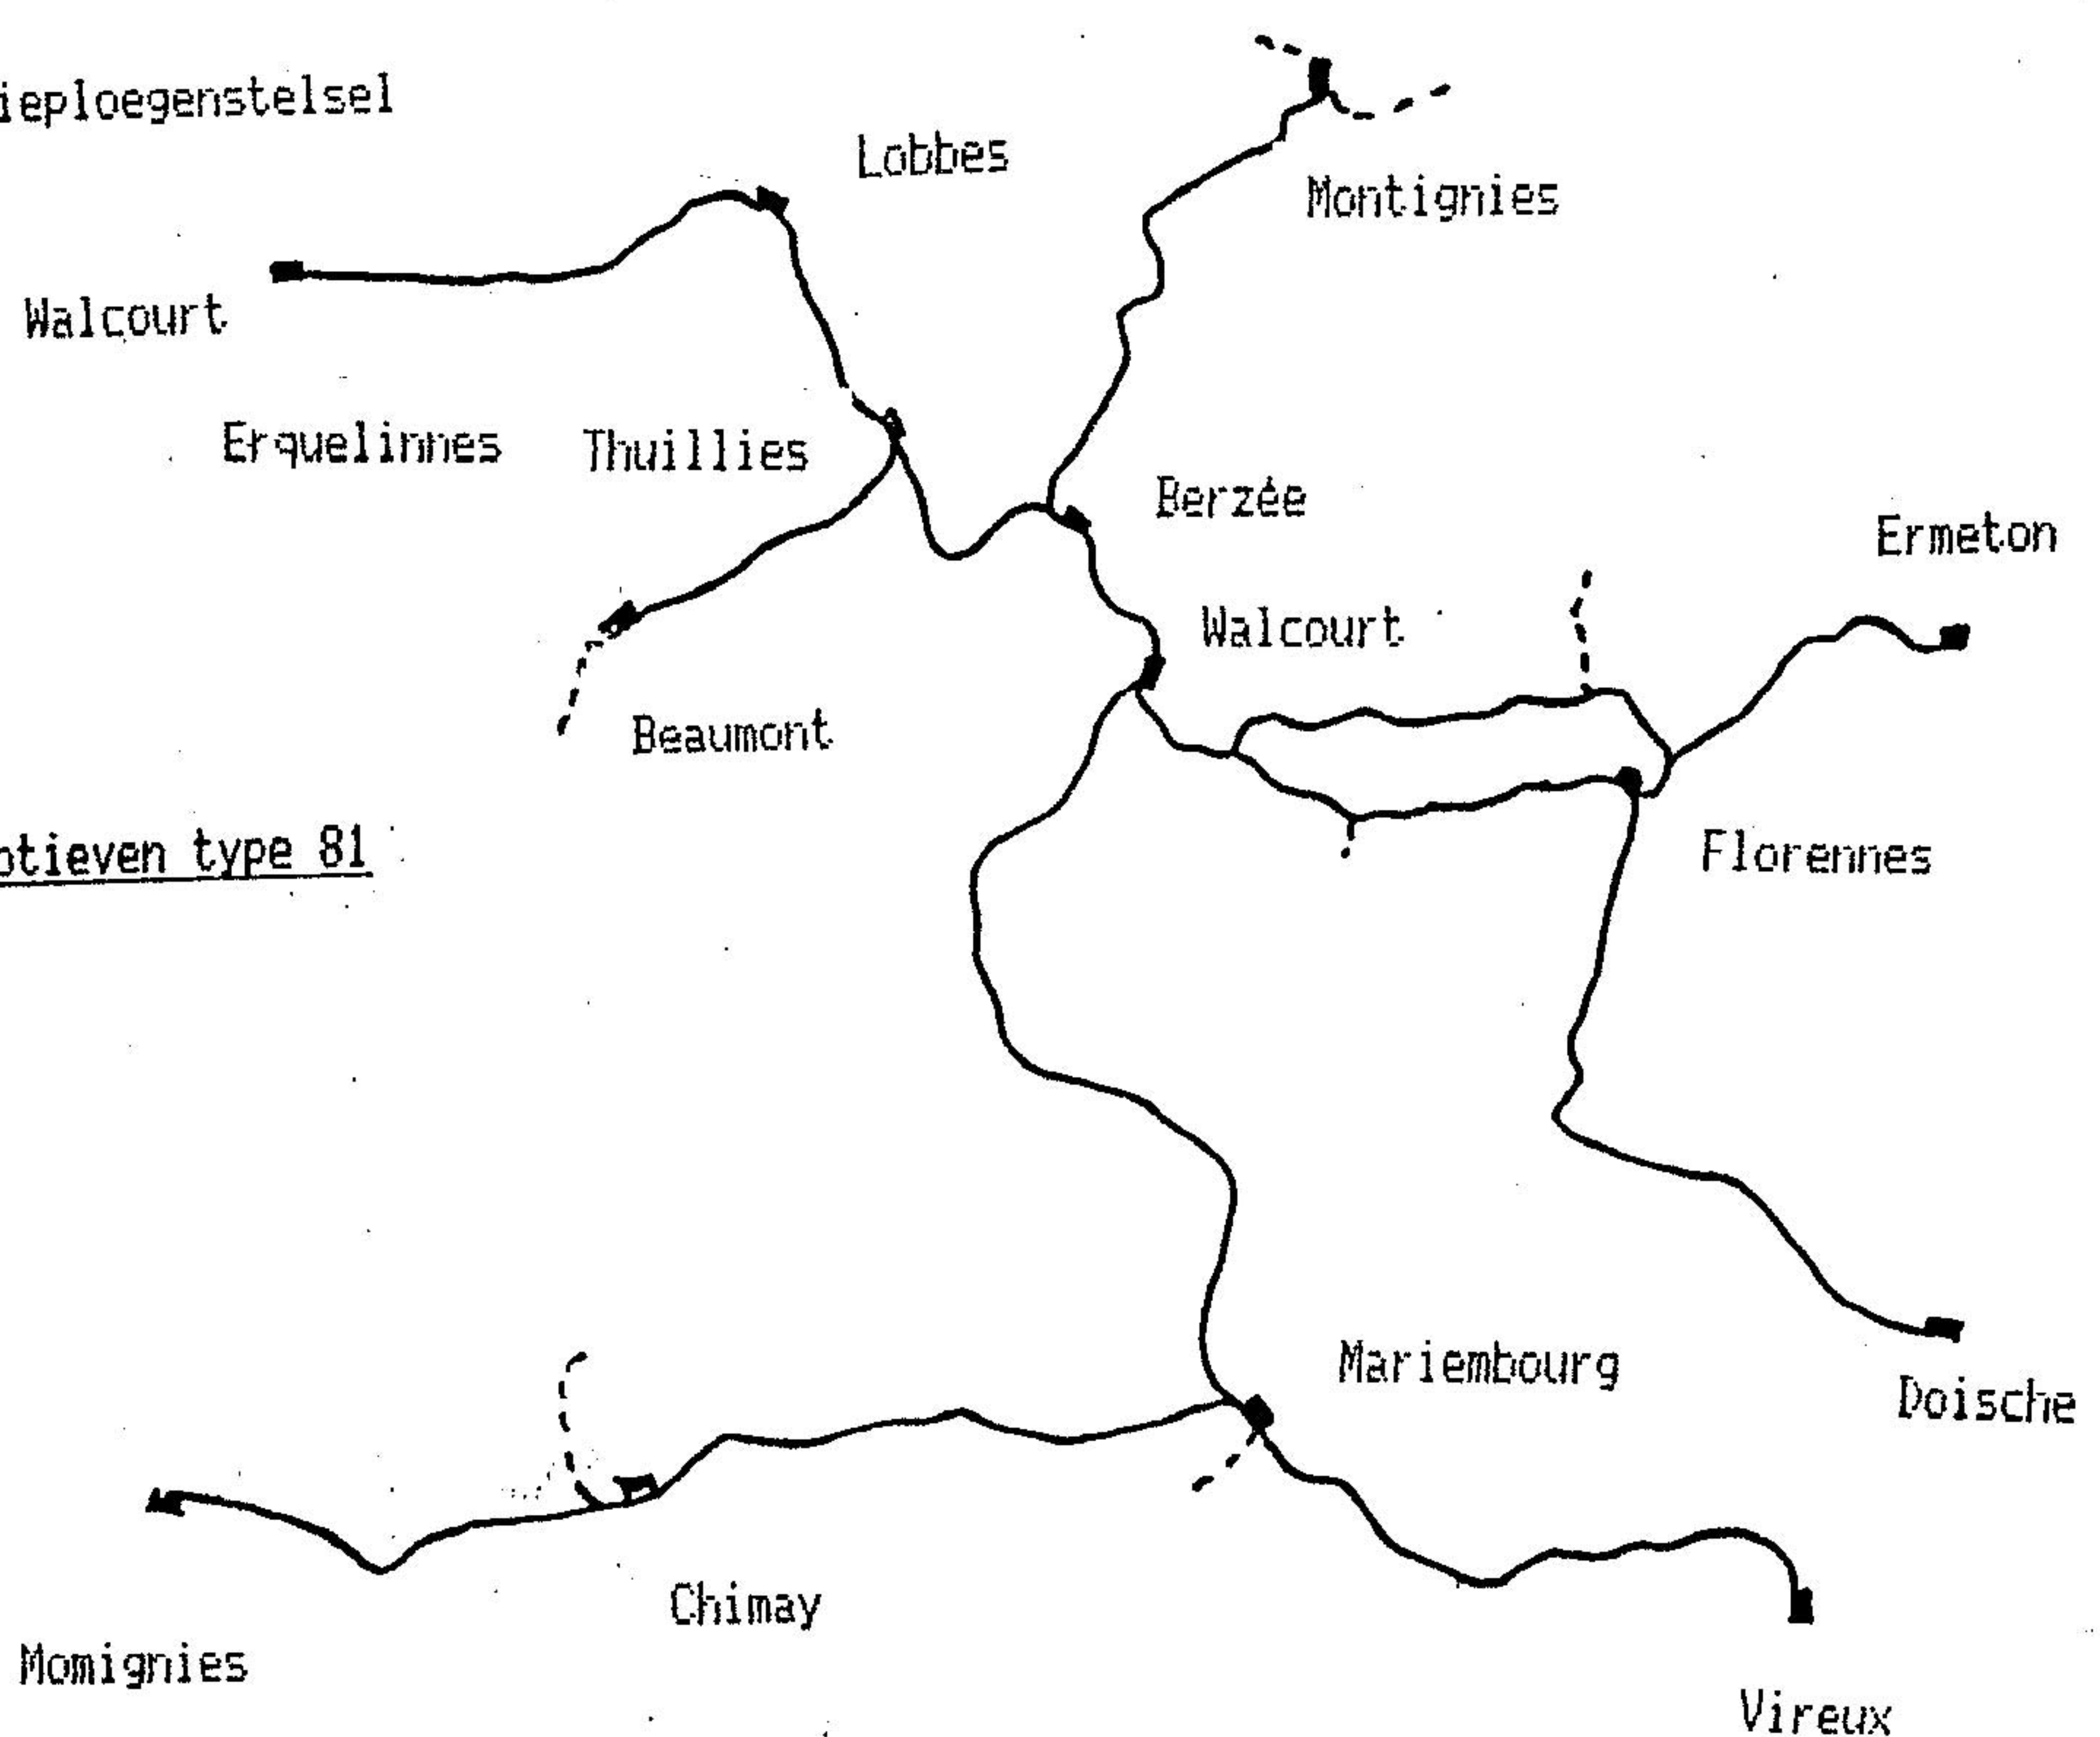 ieploegenstelsel
Lobbes
Montignies
Walcourt
Erquelinnes
Thuillies
Berzée
Ermeton
Walcourt
Beaumont
otieven type 81
Florennes
Mariembourg
Doische
Chimay
Momignies
Vireux